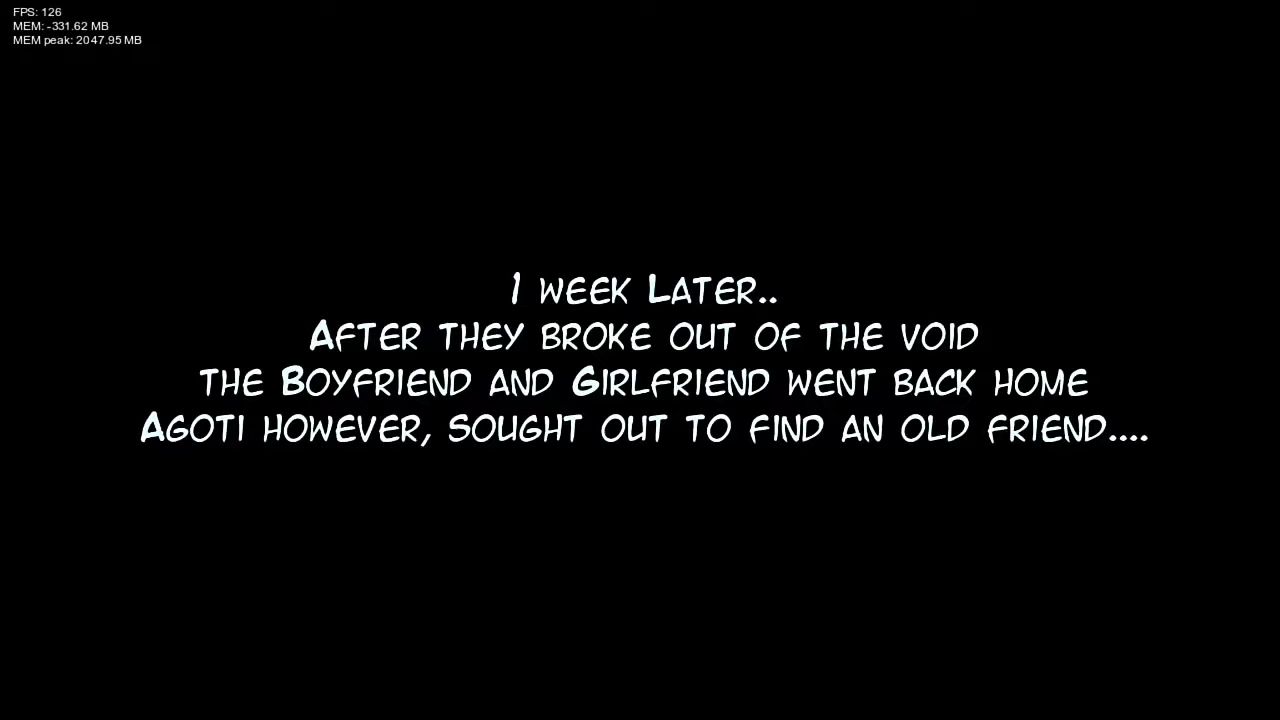 FPS: 126
MEM: -331.62 MB
MEM peak: 2047.95 MB
1 week Later..
After they broke out of the void
the Boyfriend and Girlfriend went back home
Agoti however, sought out to find an old friend....